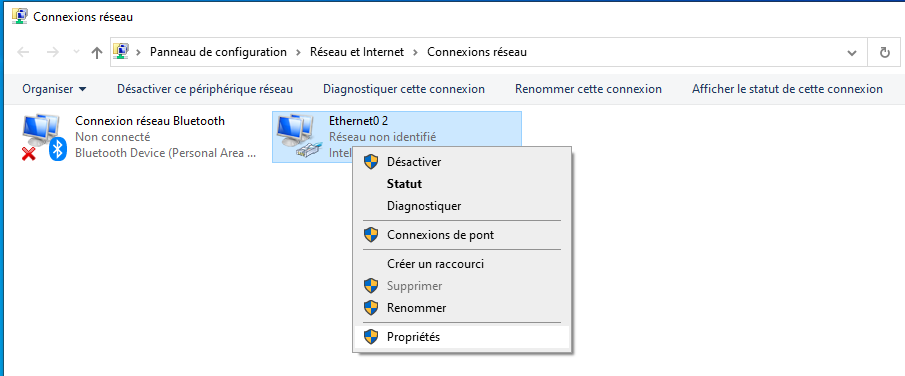 Connexions réseau
Panneau de configuration > Réseau et Internet > Connexions réseau
Organiser Désactiver ce périphérique réseau Diagnostiquer cette connexion Renommer cette connexion Afficher le statut de cette connexion
Connexion réseau Bluetooth
Non connecté
Bluetooth Device (Personal Area ...
Ethernet0 2
Réseau non identifié
Intel
Désactiver
Statut
Diagnostiquer
Connexions de pont
Créer un raccourci
Supprimer
Renommer
Propriétés